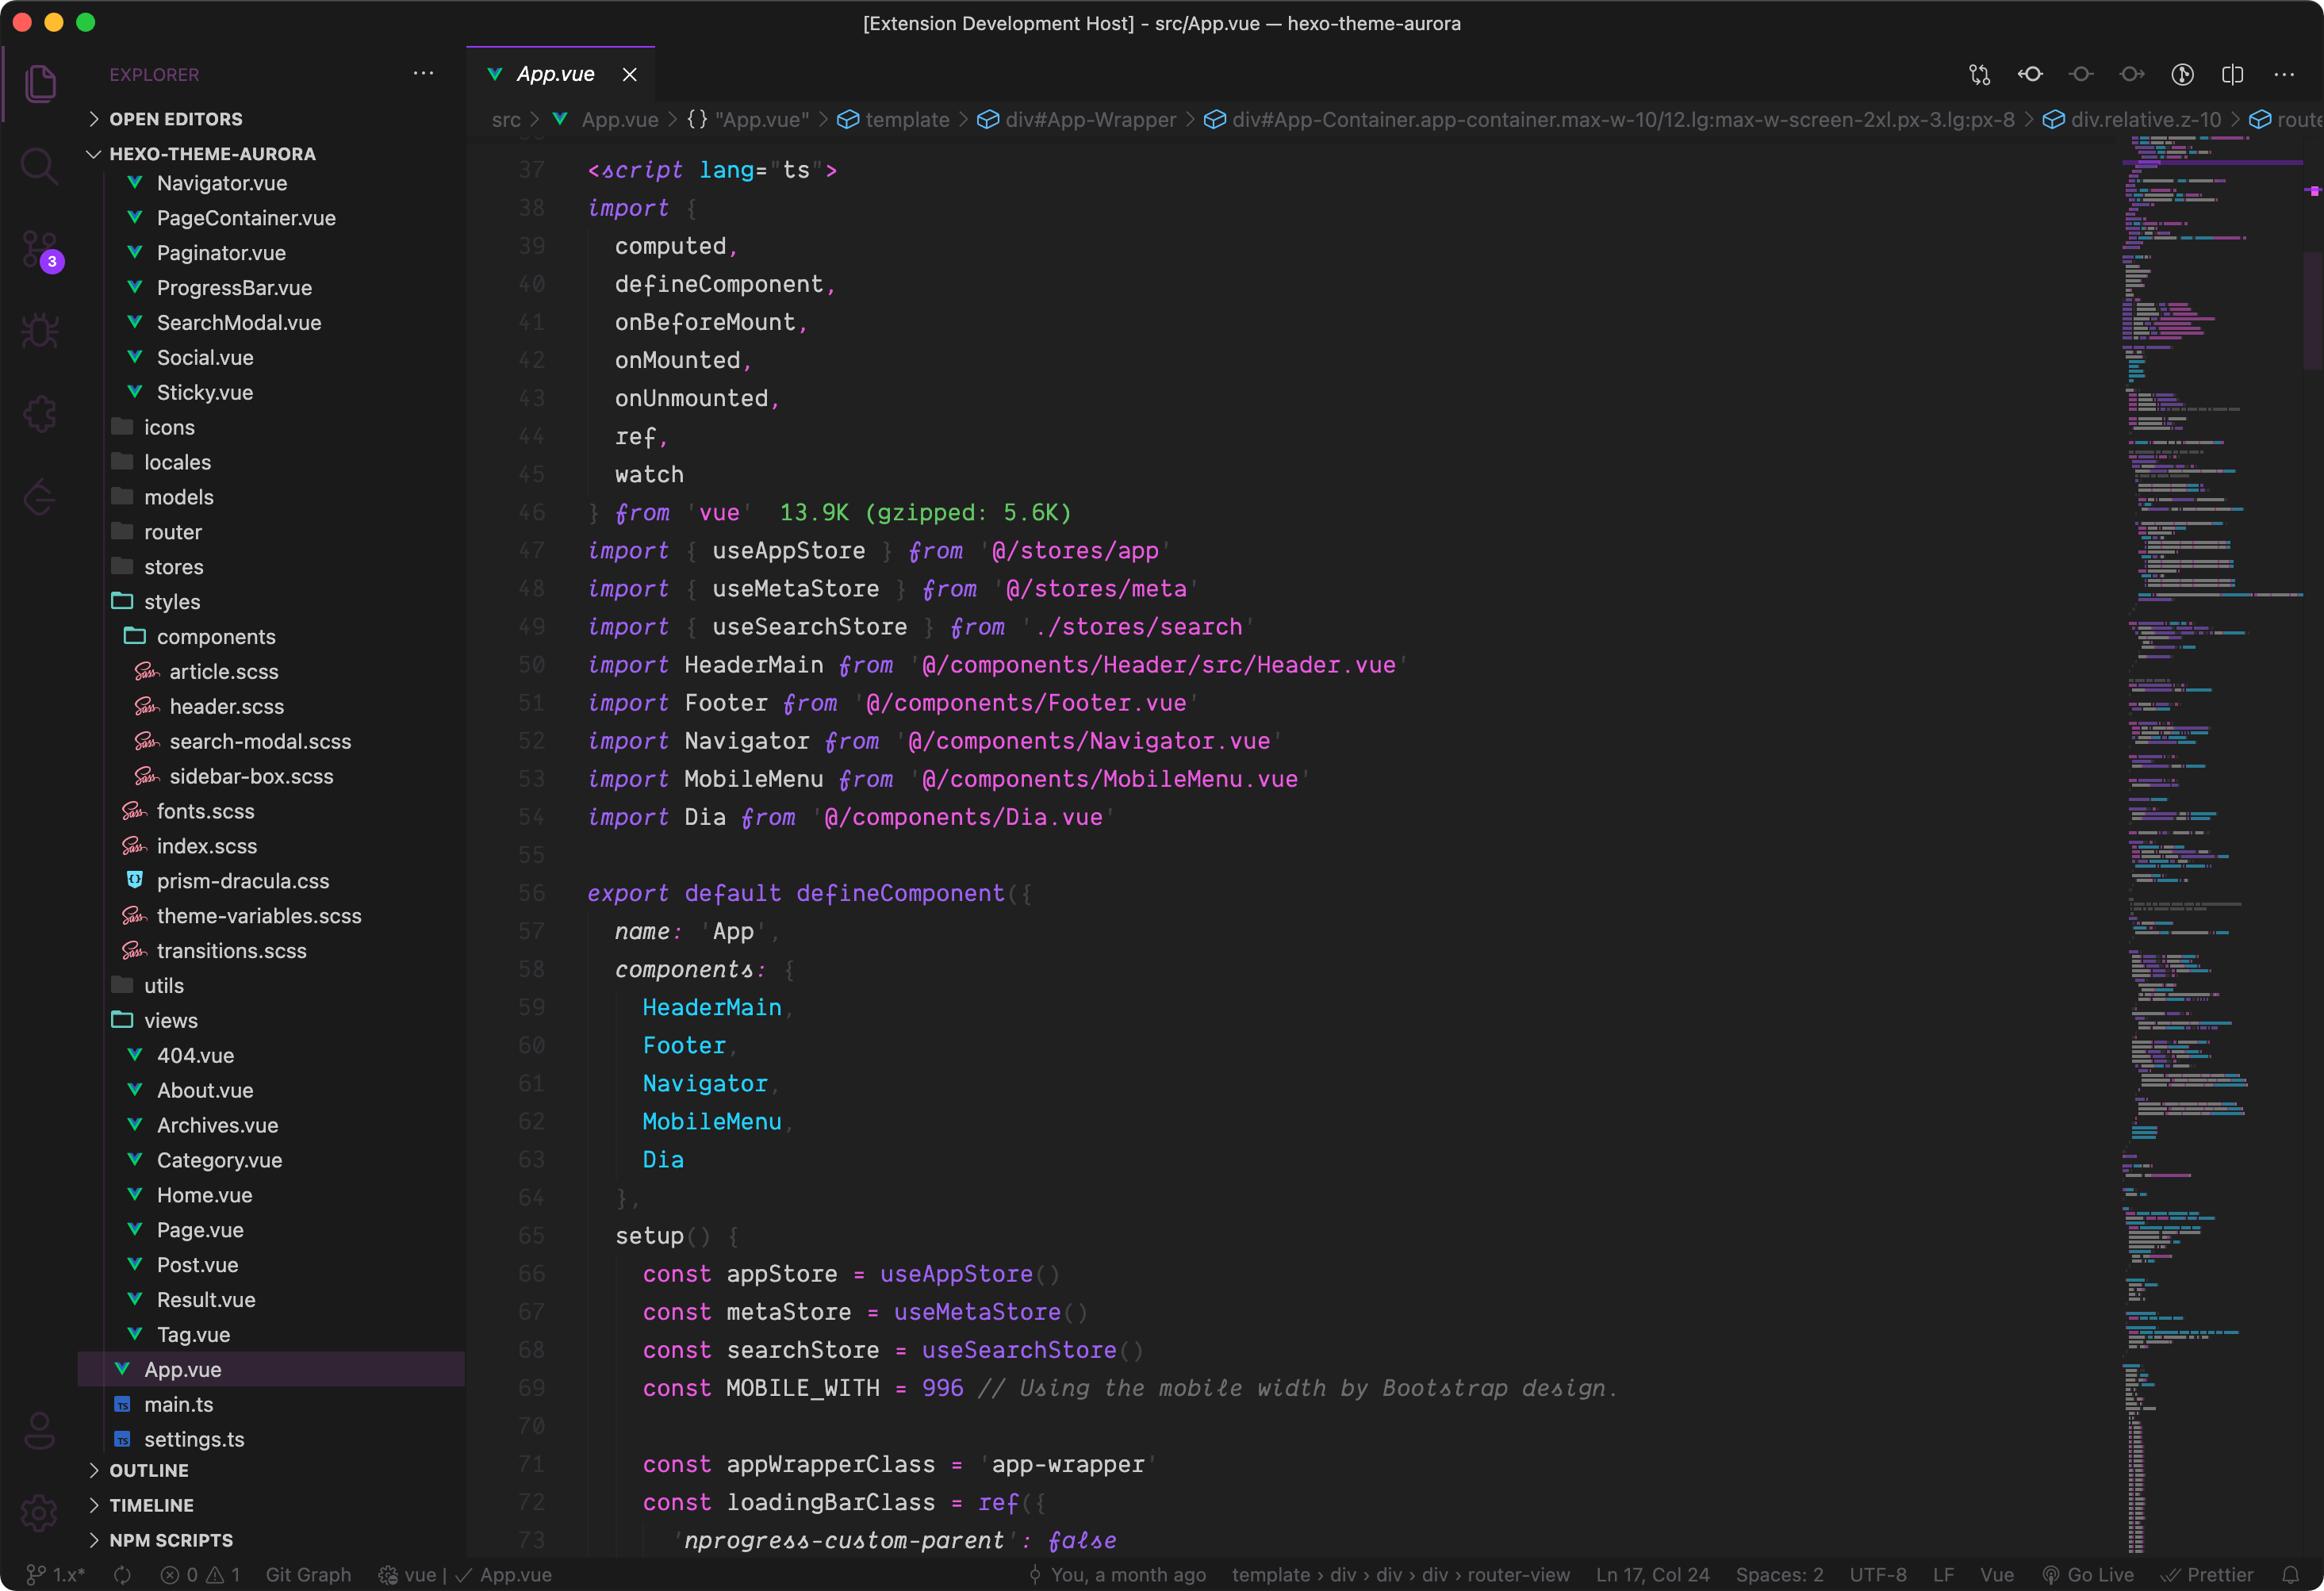 [Extension Development Host] - src/App.vue — hexo-theme-aurora
EXPLORER
App.vue
OPEN EDITORS
HEXO-THEME-AURORA
Navigator.vue
PageContainer.vue
Paginator.vue
ProgressBar.vue
SearchModal.vue
Social.vue
Sticky.vue
icons
locales
models
router
stores
styles
components
article.scss
header.scss
search-modal.scss
sidebar-box.scss
fonts.scss
index.scss
prism-dracula.css
theme-variables.scss
transitions.scss
utils
views
404.vue
About.vue
Archives.vue
Category.vue
Home.vue
Page.vue
Post.vue
Result.vue
Tag.vue
App.vue
TS main.ts
TS settings.ts
OUTLINE
TIMELINE
NPM SCRIPTS
3
src > App.vue > {} "App.vue" > template > div#App-Wrapper > div#App-Container.app-container.max-w-10/12.lg:max-w-screen-2xl.px-3.lg:px-8 > div.relative.z-10 >
37 <script lang="ts">
38 import {
39 computed,
40 defineComponent,
41 onBeforeMount,
42 onMounted,
43 onUnmounted,
44 ref,
45 watch
46 } from 'vue' 13.9K (gzipped: 5.6K)
47 import { useAppStore } from '@/stores/app'
48 import { useMetaStore } from '@/stores/meta'
49 import { useSearchStore } from './stores/search'
50 import HeaderMain from '@/components/Header/src/Header.vue'
51 import Footer from '@/components/Footer.vue'
52 import Navigator from '@/components/Navigator.vue'
53 import MobileMenu from '@/components/MobileMenu.vue'
54 import Dia from '@/components/Dia.vue'
55
56 export default defineComponent({
57 name: 'App',
58 components: {
59 HeaderMain,
60 Footer,
61 Navigator,
62 MobileMenu,
63 Dia
64 },
65 setup() {
66 const appStore = useAppStore()
67 const metaStore = useMetaStore()
68 const searchStore = useSearchStore()
69 const MOBILE_WITH = 996 // Using the mobile width by Bootstrap design.
70
71 const appWrapperClass = 'app-wrapper'
72 const loadingBarClass = ref({
73 'nprogress-custom-parent': false
1.x* 0 1 Git Graph vue | ✓ App.vue You, a month ago template › div › div › div › router-view Ln 17, Col 24 Spaces: 2 UTF-8 LF Vue Go Live Prettier